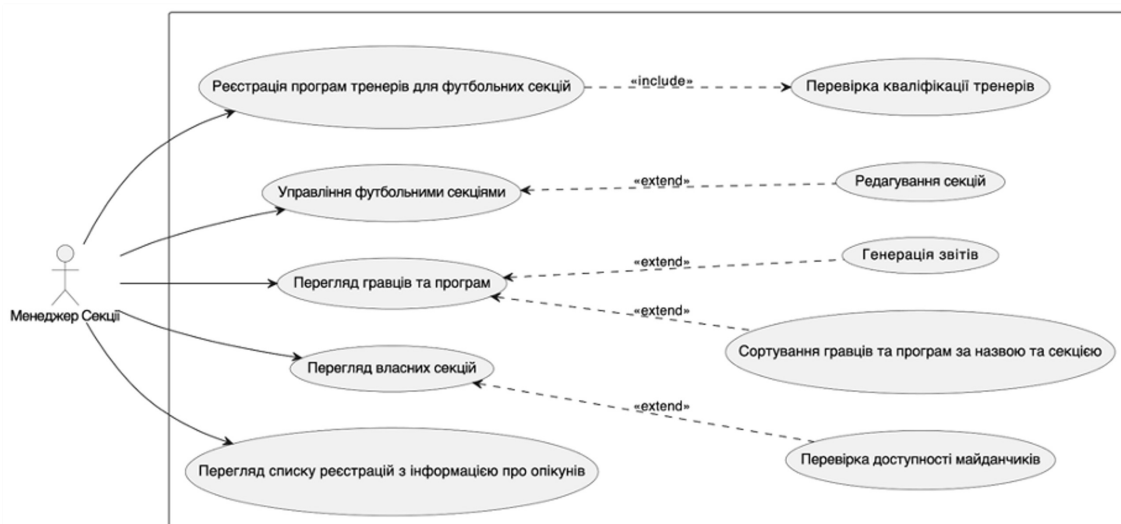 Реєстрація програм тренерів для футбольних секцій
«include»
Перевірка кваліфікації тренерів
Управління футбольними секціями
«extend»
Редагування секцій
Генерація звітів
«extend»
Перегляд гравців та програм
«extend»
Менеджер Секції
Сортування гравців та програм за назвою та секцією
Перегляд власних секцій
«extend»
Перевірка доступності майданчиків
Перегляд списку реєстрацій з інформацією про опікунів